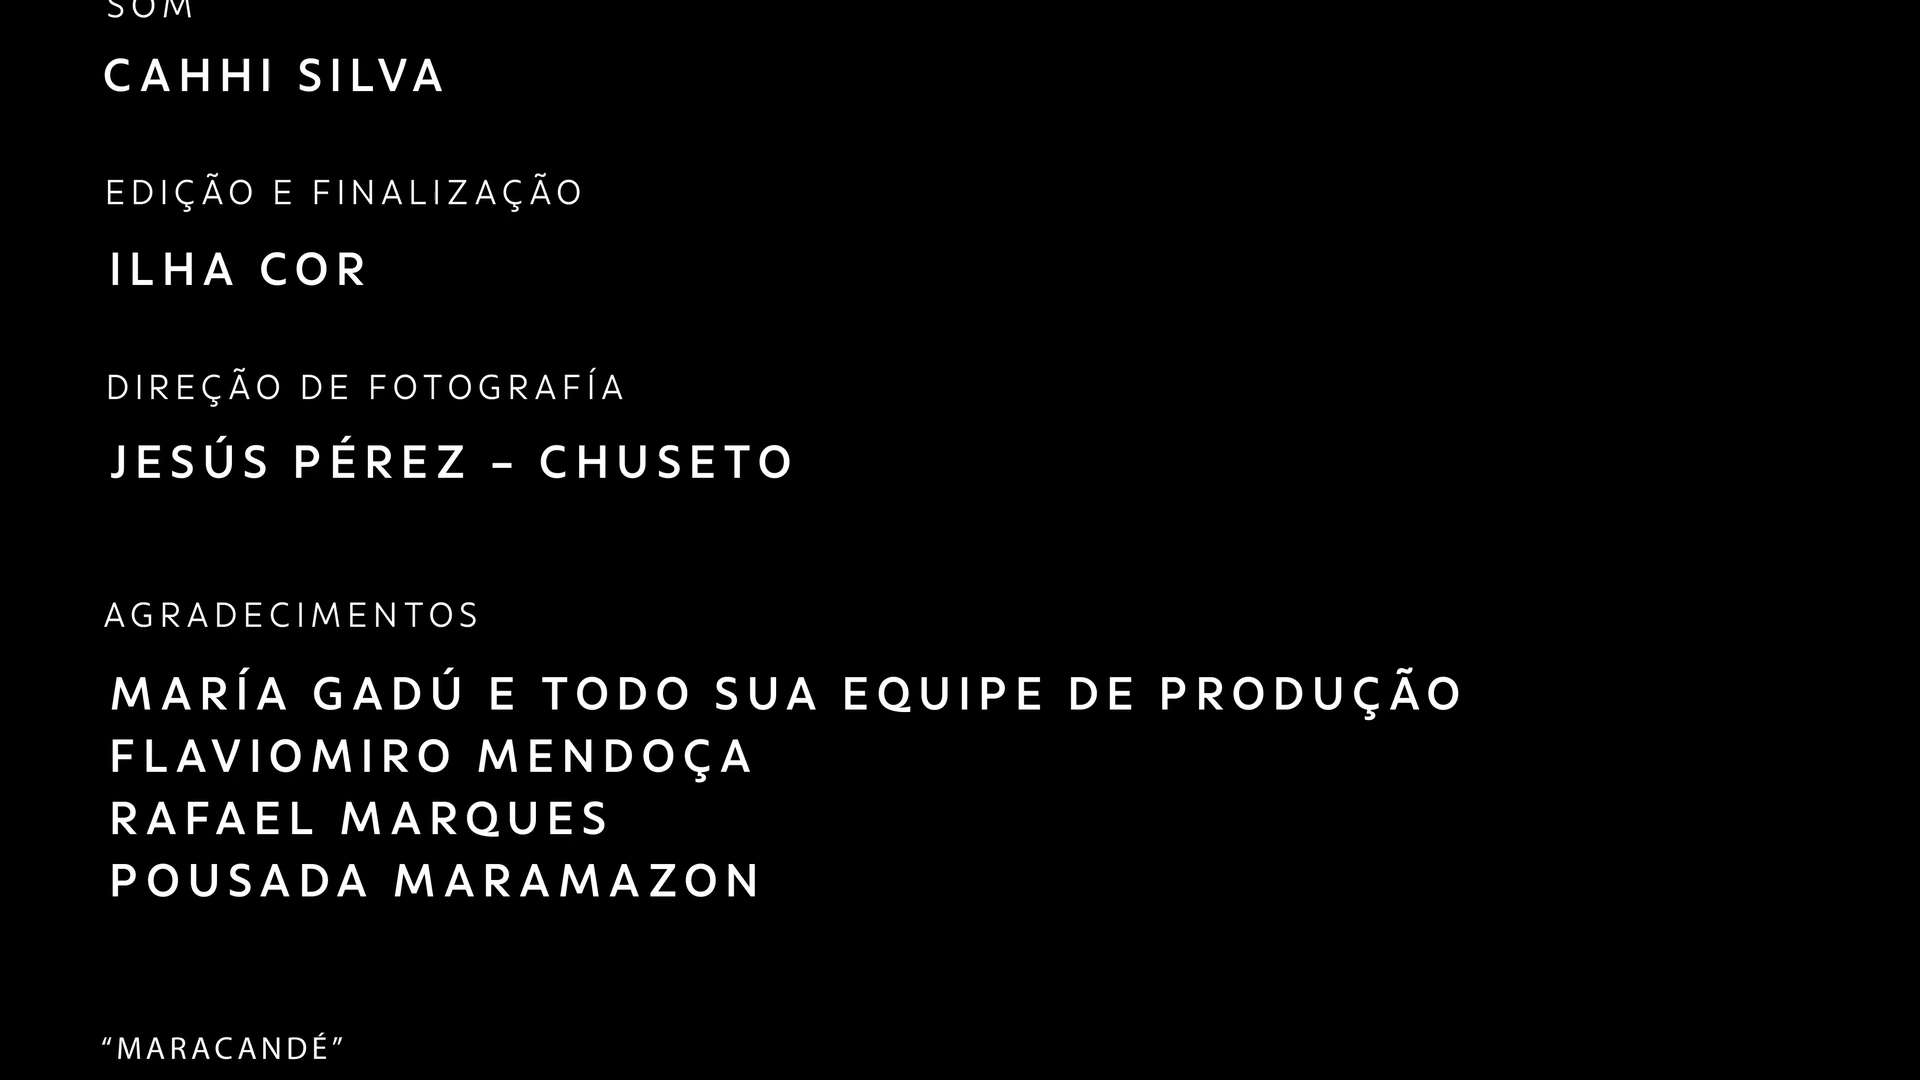 SOM
CAHHI SILVA
EDIÇÃO E FINALIZAÇÃO
ILHA COR
DIREÇÃO DE FOTOGRAFÍA
JESÚS PÉREZ – CHUSETO
AGRADECIMENTOS
MARÍA GADÚ E TODO SUA EQUIPE DE PRODUÇÃO
FLAVIOMIRO MENDOÇA
RAFAEL MARQUES
POUSADA MARAMAZON
“MARACANDÉ”